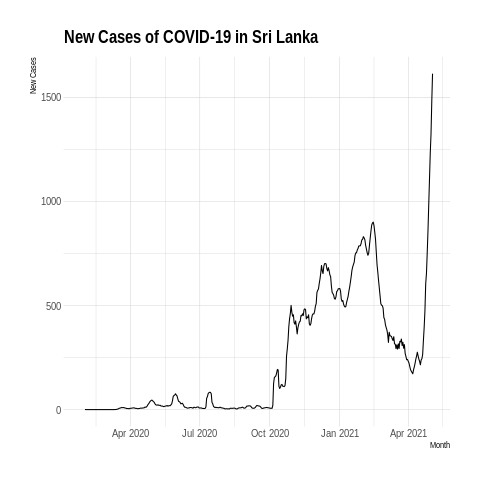 New Cases of COVID-19 in Sri Lanka
New Cases
1500
1000
500
0
Apr 2020 Jul 2020 Oct 2020 Jan 2021 Apr 2021
Month